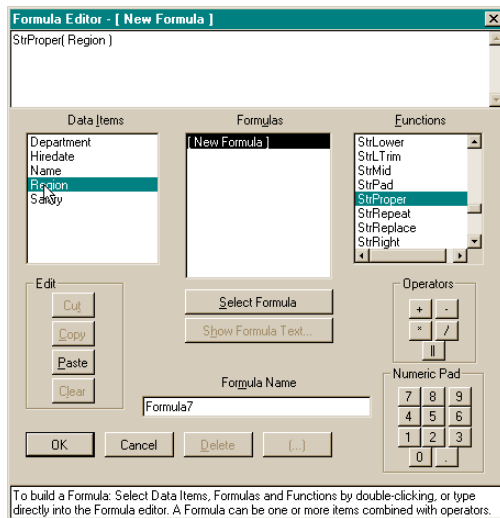 Formula Editor - [ New Formula ]
StrProper( Region )
Data Items
Department
Hiredate
Name
Region
Salary
Formulas
[ New Formula ]
Select Formula
Show Formula Text...
Functions
StrLower
StrLTrim
StrMid
StrPad
StrProper
StrRepeat
StrReplace
StrRight
Edit
Cut
Copy
Paste
Clear
Operators
+ -
* /
||
Formula Name
Formula7
Numeric Pad
7 8 9
4 5 6
1 2 3
0 .
OK Cancel Delete (...)
To build a Formula: Select Data Items, Formulas and Functions by double-clicking, or type
directly into the Formula editor. A Formula can be one or more items combined with operators.